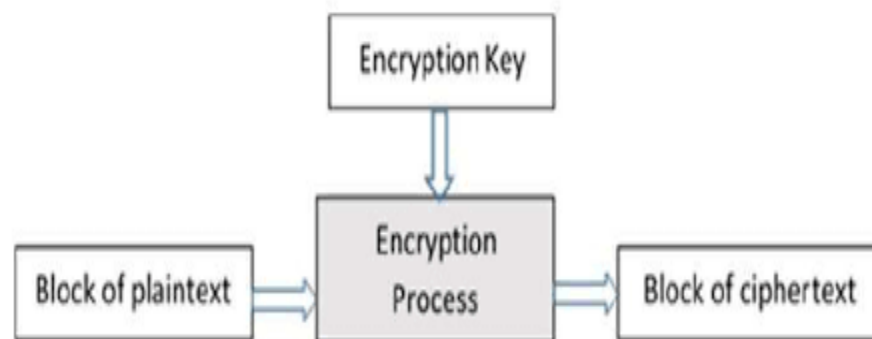 Encryption Key
Encryption
Process
Block of plaintext
Block of ciphertext